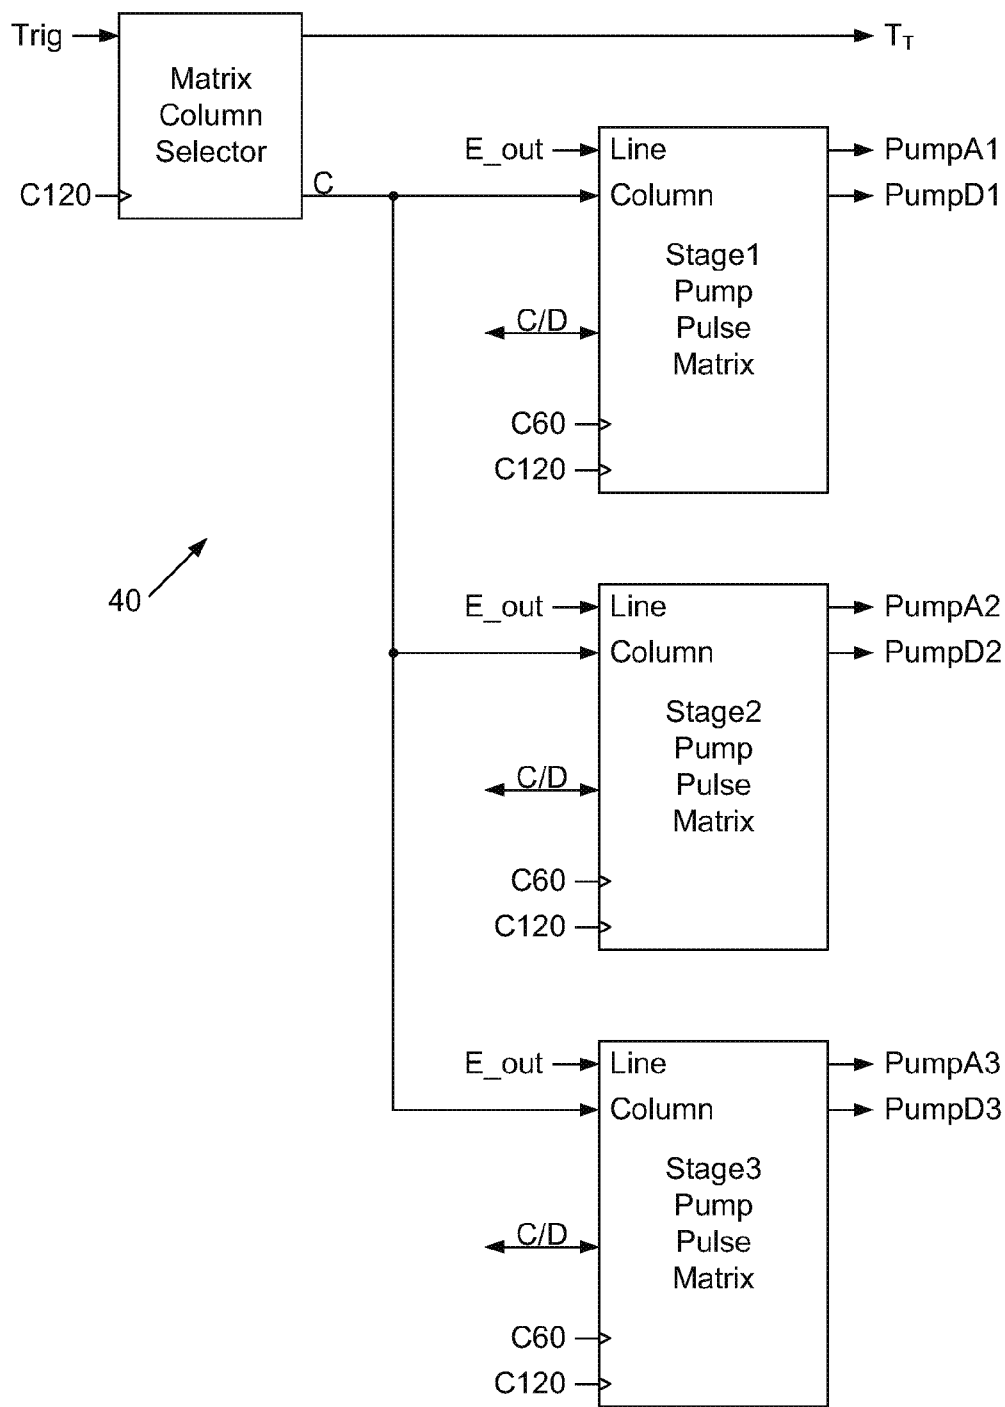 Trig
Matrix
Column
Selector
C120
C
T_T
E_out
Line
Column
Stage1
Pump
Pulse
Matrix
C/D
C60
C120
PumpA1
PumpD1
40
E_out
Line
Column
Stage2
Pump
Pulse
Matrix
C/D
C60
C120
PumpA2
PumpD2
E_out
Line
Column
Stage3
Pump
Pulse
Matrix
C/D
C60
C120
PumpA3
PumpD3